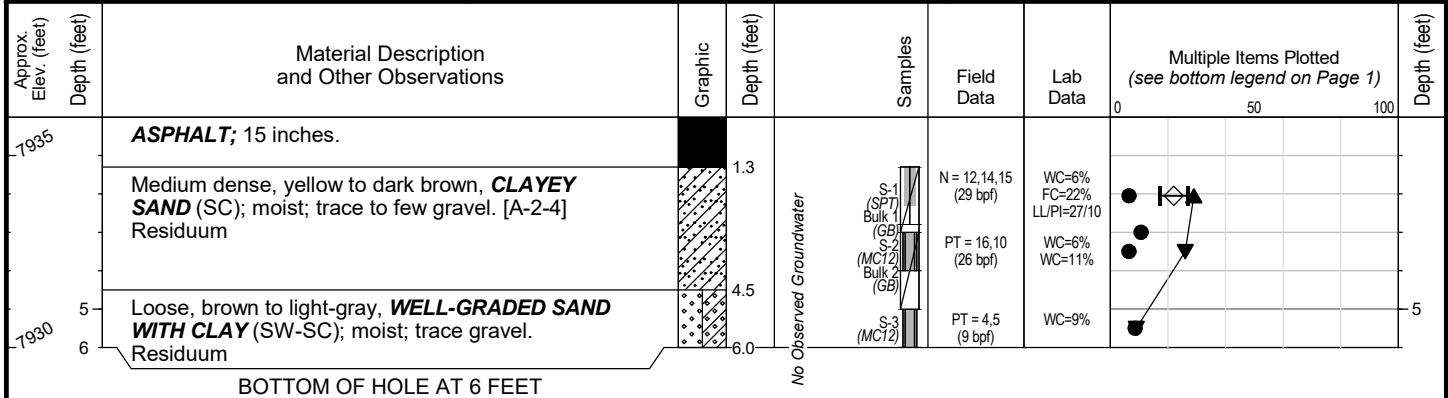 Approx.
Elev. (feet)
Depth (feet)
Material Description
and Other Observations
Graphic
Depth (feet)
Samples
Field
Data
Lab
Data
Multiple Items Plotted
(see bottom legend on Page 1)
0 50 100
Depth (feet)
7935
ASPHALT; 15 inches.
1.3
Medium dense, yellow to dark brown, CLAYEY
SAND (SC); moist; trace to few gravel. [A-2-4]
Residuum
4.5
5
Loose, brown to light-gray, WELL-GRADED SAND
WITH CLAY (SW-SC); moist; trace gravel.
Residuum
7930
6
6.0
BOTTOM OF HOLE AT 6 FEET
No Observed Groundwater
S-1
(SPT)
Bulk 1
(GB)
S-2
(MC12)
Bulk 2
(GB)
S-3
(MC12)
N = 12,14,15
(29 bpf)
PT = 16,10
(26 bpf)
PT = 4,5
(9 bpf)
WC=6%
FC=22%
LL/PI=27/10
WC=6%
WC=11%
WC=9%
5